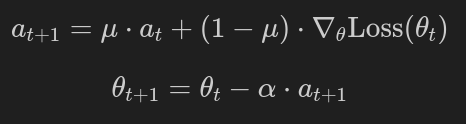 a_{t+1} = μ · a_t + (1 − μ) · ∇_θ Loss(θ_t)
θ_{t+1} = θ_t − α · a_{t+1}